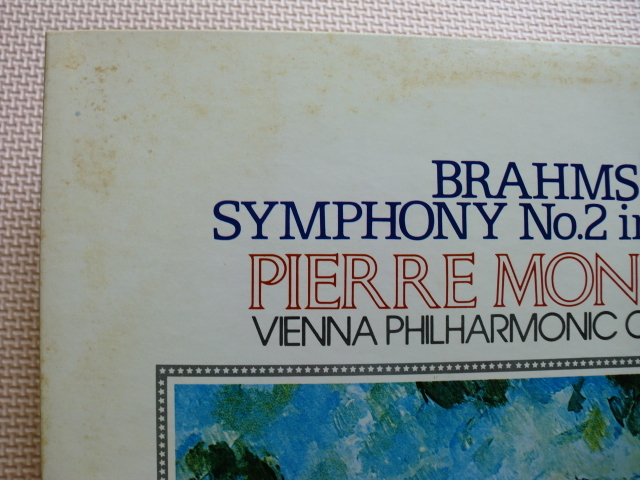 BRAHMS
SYMPHONY No.2 in
PIERRE MON
VIENNA PHILHARMONIC O